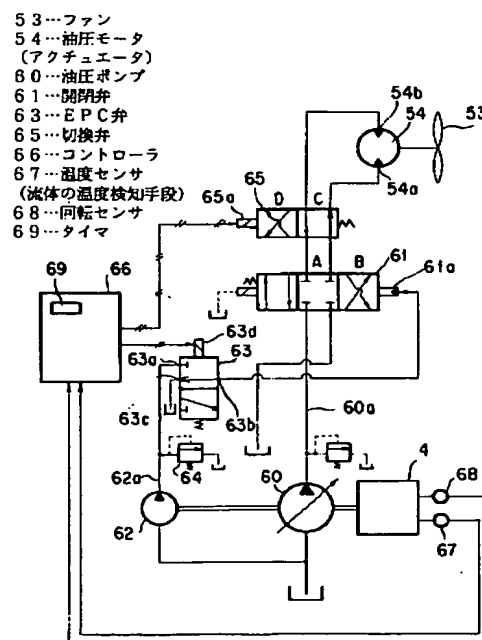 53…ファン
54…油圧モータ
(アクチュエータ)
60…油圧ポンプ
61…開閉弁
63…EPC弁
65…切換弁
66…コントローラ
67…温度センサ
(流体の温度検知手段)
68…回転センサ
69…タイマ
54b
54
53
54a
65a
65
D
C
A
B
61
61a
69
66
63d
63a
63
63c
63b
60a
64
62a
60
4
68
62
67